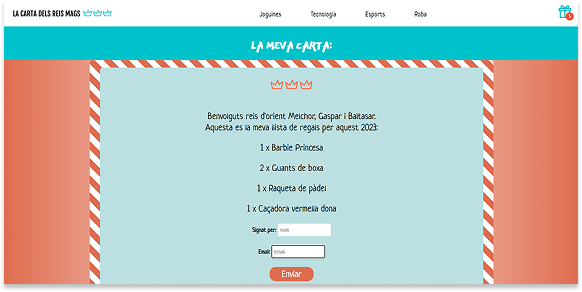 LA CARTA DELS REIS MAGS
Joguines
Tecnologia
Esports
Roba
LA MEVA CARTA:
Benvolguts reis d'orient Melchor, Gaspar i Baltasar.
Aquesta es la meva llista de regals per aquest 2023:
1 x Barbie Princesa
2 x Guants de boxa
1 x Raqueta de pàdel
1 x Caçadora vermella dona
Signat per: nom
Email: email
Enviar